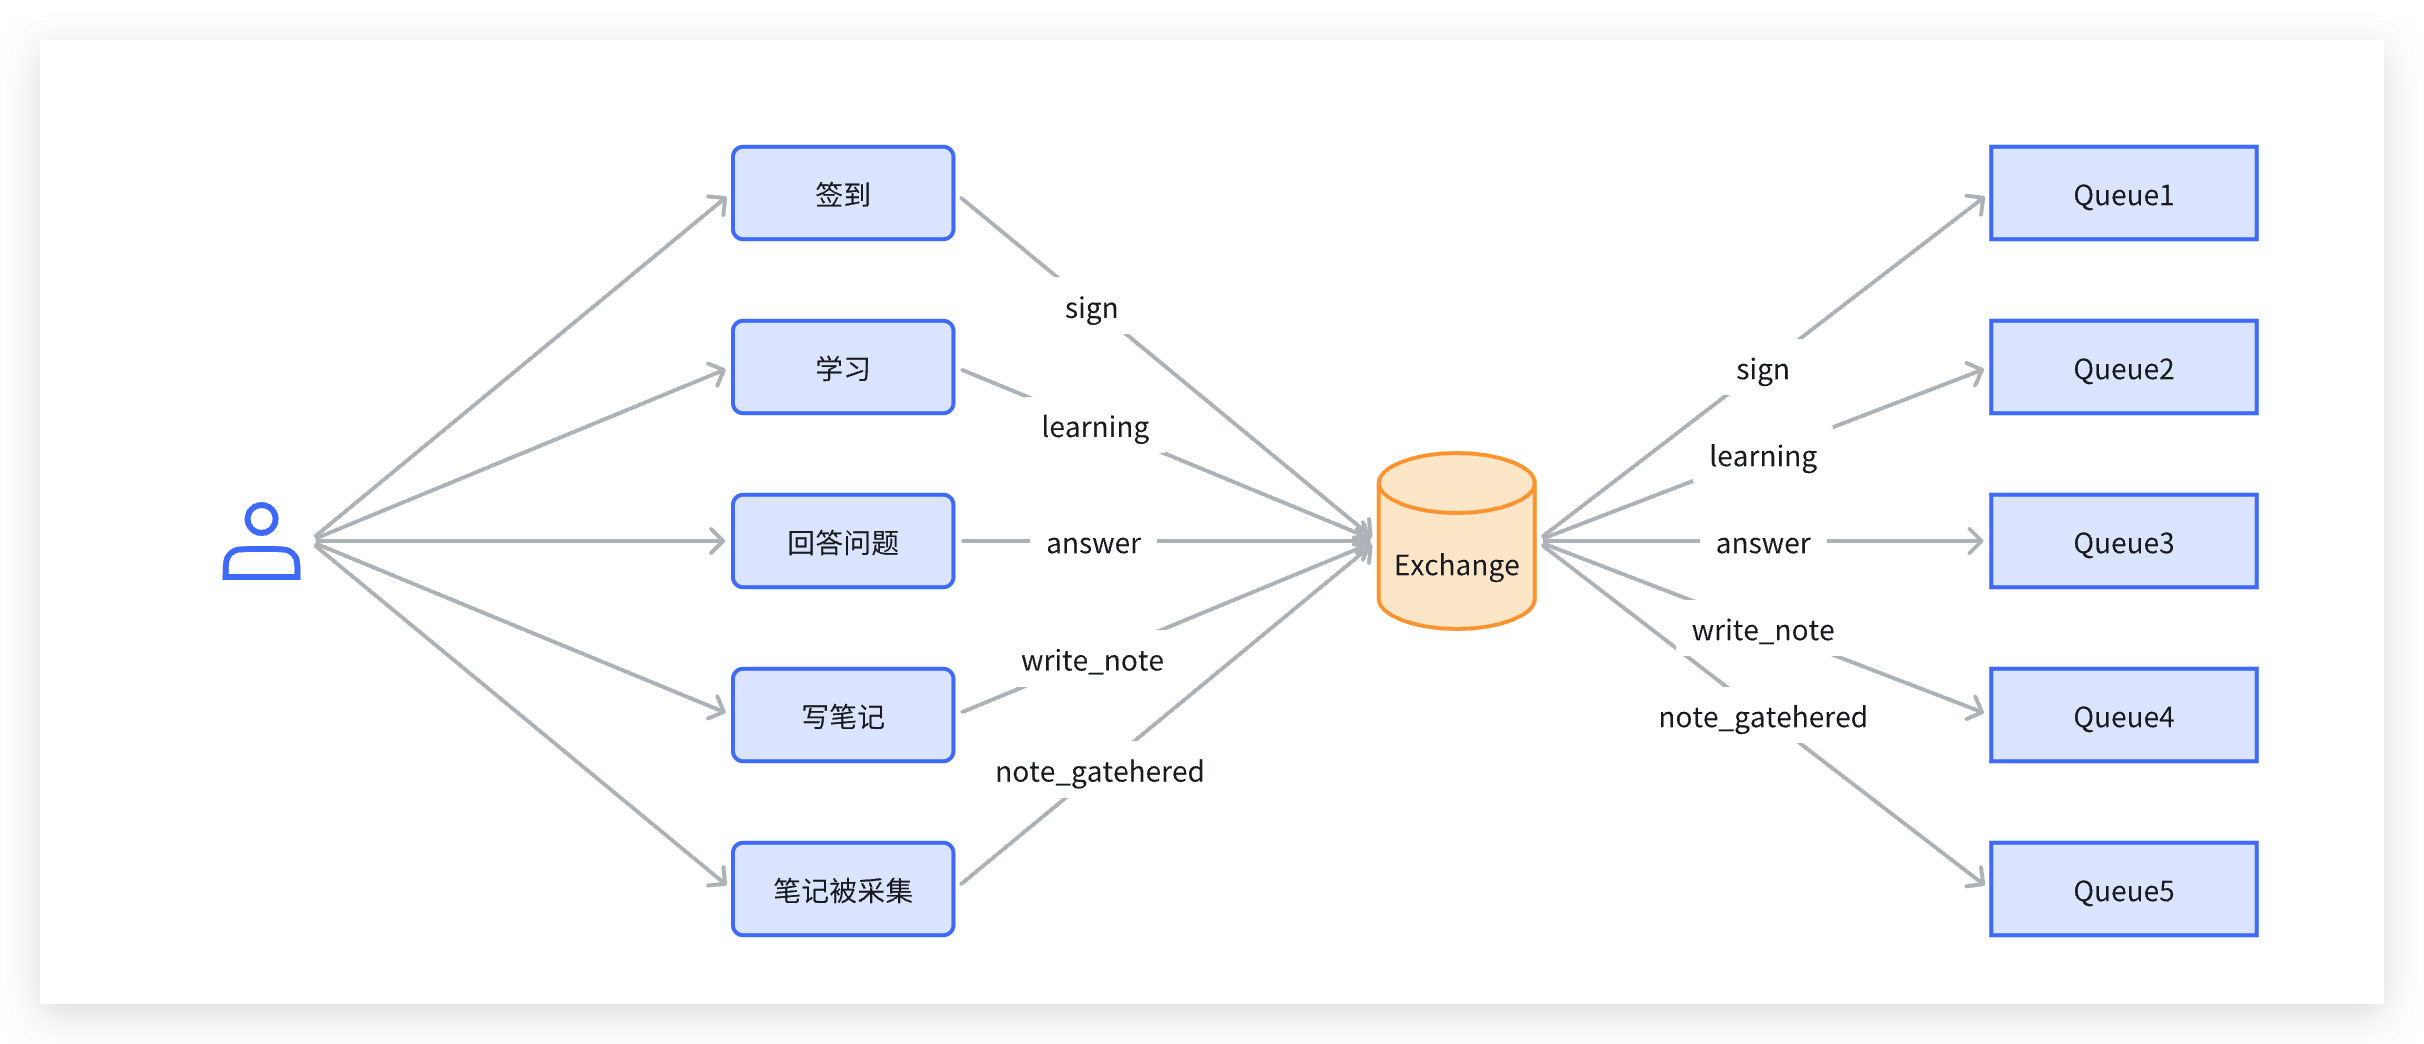 签到
学习
回答问题
写笔记
笔记被采集
sign
learning
answer
write_note
note_gatehered
Exchange
sign
learning
answer
write_note
note_gatehered
Queue1
Queue2
Queue3
Queue4
Queue5